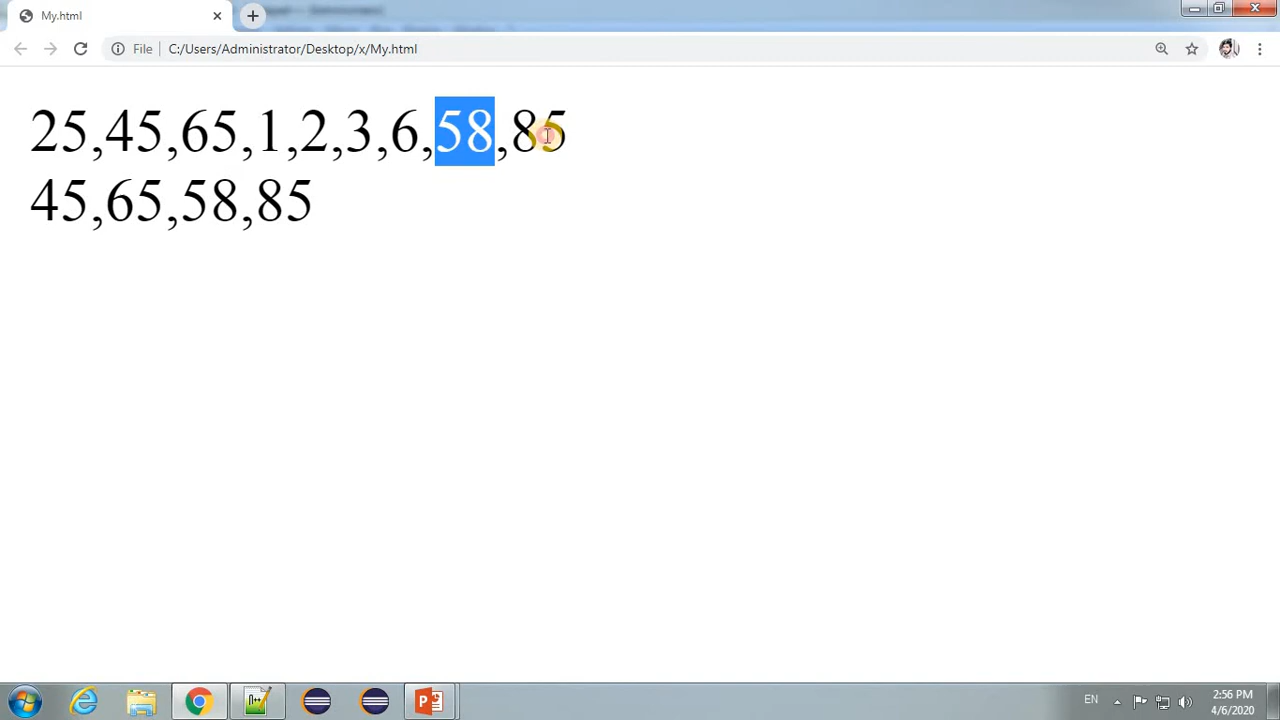 My.html
File
C:/Users/Administrator/Desktop/x/My.html
25,45,65,1,2,3,6,58,85
45,65,58,85
EN
2:56 PM
4/6/2020